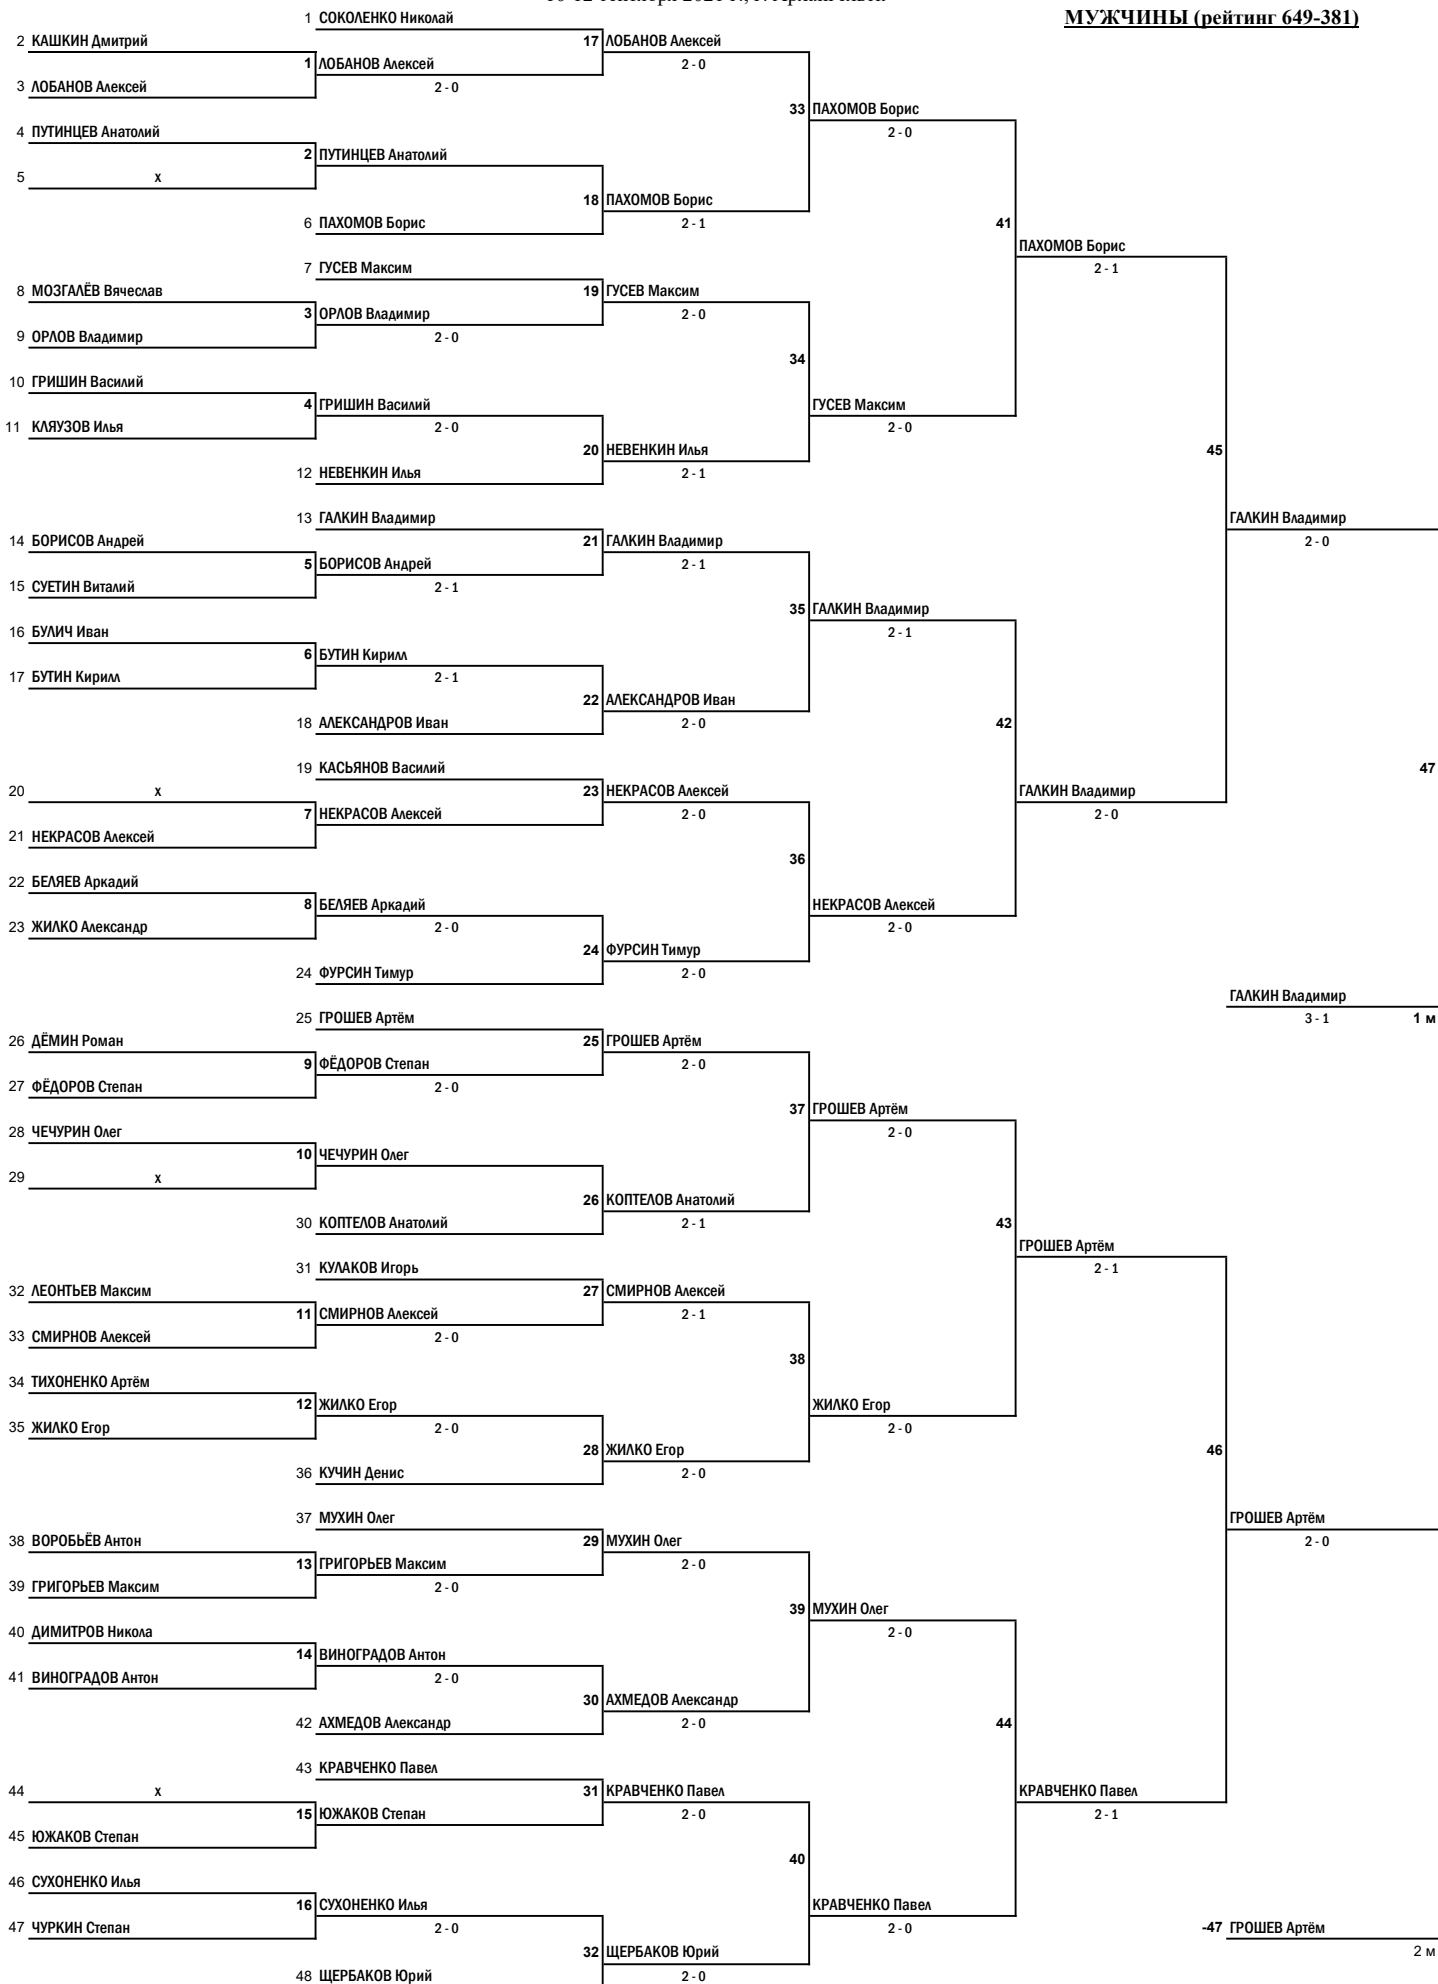 1 СОКОЛЕНКО Николай
МУЖЧИНЫ (рейтинг 649-381)
2 КАШКИН Дмитрий
17 ЛОБАНОВ Алексей
1 ЛОБАНОВ Алексей
2 - 0
3 ЛОБАНОВ Алексей
2 - 0
33 ПАХОМОВ Борис
4 ПУТИНЦЕВ Анатолий
2 - 0
2 ПУТИНЦЕВ Анатолий
5 х
18 ПАХОМОВ Борис
6 ПАХОМОВ Борис
2 - 1
41
ПАХОМОВ Борис
7 ГУСЕВ Максим
2 - 1
8 МОЗГАЛЁВ Вячеслав
19 ГУСЕВ Максим
3 ОРЛОВ Владимир
2 - 0
9 ОРЛОВ Владимир
2 - 0
34
10 ГРИШИН Василий
4 ГРИШИН Василий
ГУСЕВ Максим
11 КЛЯУЗОВ Илья
2 - 0
2 - 0
20 НЕВЕНКИН Илья
45
12 НЕВЕНКИН Илья
2 - 1
13 ГАЛКИН Владимир
ГАЛКИН Владимир
14 БОРИСОВ Андрей
21 ГАЛКИН Владимир
2 - 0
5 БОРИСОВ Андрей
2 - 1
15 СУЕТИН Виталий
2 - 1
35 ГАЛКИН Владимир
16 БУЛИЧ Иван
2 - 1
6 БУТИН Кирилл
17 БУТИН Кирилл
2 - 1
22 АЛЕКСАНДРОВ Иван
18 АЛЕКСАНДРОВ Иван
2 - 0
42
19 КАСЬЯНОВ Василий
47
20 х
23 НЕКРАСОВ Алексей
ГАЛКИН Владимир
7 НЕКРАСОВ Алексей
2 - 0
2 - 0
21 НЕКРАСОВ Алексей
36
22 БЕЛЯЕВ Аркадий
8 БЕЛЯЕВ Аркадий
НЕКРАСОВ Алексей
23 ЖИЛКО Александр
2 - 0
2 - 0
24 ФУРСИН Тимур
24 ФУРСИН Тимур
2 - 0
ГАЛКИН Владимир
25 ГРОШЕВ Артём
3 - 1 1 м
26 ДЁМИН Роман
25 ГРОШЕВ Артём
9 ФЁДОРОВ Степан
2 - 0
27 ФЁДОРОВ Степан
2 - 0
37 ГРОШЕВ Артём
28 ЧЕЧУРИН Олег
2 - 0
10 ЧЕЧУРИН Олег
29 х
26 КОПТЕЛОВ Анатолий
30 КОПТЕЛОВ Анатолий
2 - 1
43
ГРОШЕВ Артём
31 КУЛАКОВ Игорь
2 - 1
32 ЛЕОНТЬЕВ Максим
27 СМИРНОВ Алексей
11 СМИРНОВ Алексей
2 - 1
33 СМИРНОВ Алексей
2 - 0
38
34 ТИХОНЕНКО Артём
12 ЖИЛКО Егор
ЖИЛКО Егор
35 ЖИЛКО Егор
2 - 0
2 - 0
28 ЖИЛКО Егор
46
36 КУЧИН Денис
2 - 0
37 МУХИН Олег
ГРОШЕВ Артём
38 ВОРОБЬЁВ Антон
29 МУХИН Олег
2 - 0
13 ГРИГОРЬЕВ Максим
2 - 0
39 ГРИГОРЬЕВ Максим
2 - 0
39 МУХИН Олег
40 ДИМИТРОВ Никола
2 - 0
14 ВИНОГРАДОВ Антон
41 ВИНОГРАДОВ Антон
2 - 0
30 АХМЕДОВ Александр
42 АХМЕДОВ Александр
2 - 0
44
43 КРАВЧЕНКО Павел
44 х
31 КРАВЧЕНКО Павел
КРАВЧЕНКО Павел
15 ЮЖАКОВ Степан
2 - 0
2 - 1
45 ЮЖАКОВ Степан
40
46 СУХОНЕНКО Илья
16 СУХОНЕНКО Илья
КРАВЧЕНКО Павел
47 ЧУРКИН Степан
2 - 0
2 - 0
-47 ГРОШЕВ Артём
32 ЩЕРБАКОВ Юрий
2 м
48 ЩЕРБАКОВ Юрий
2 - 0